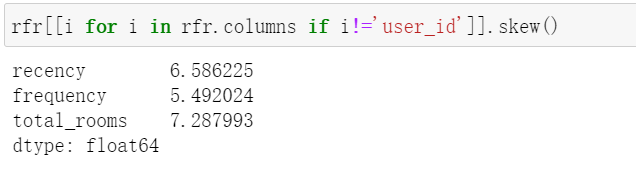 rfr[[i for i in rfr.columns if i!='user_id']].skew()
recency 6.586225
frequency 5.492024
total_rooms 7.287993
dtype: float64